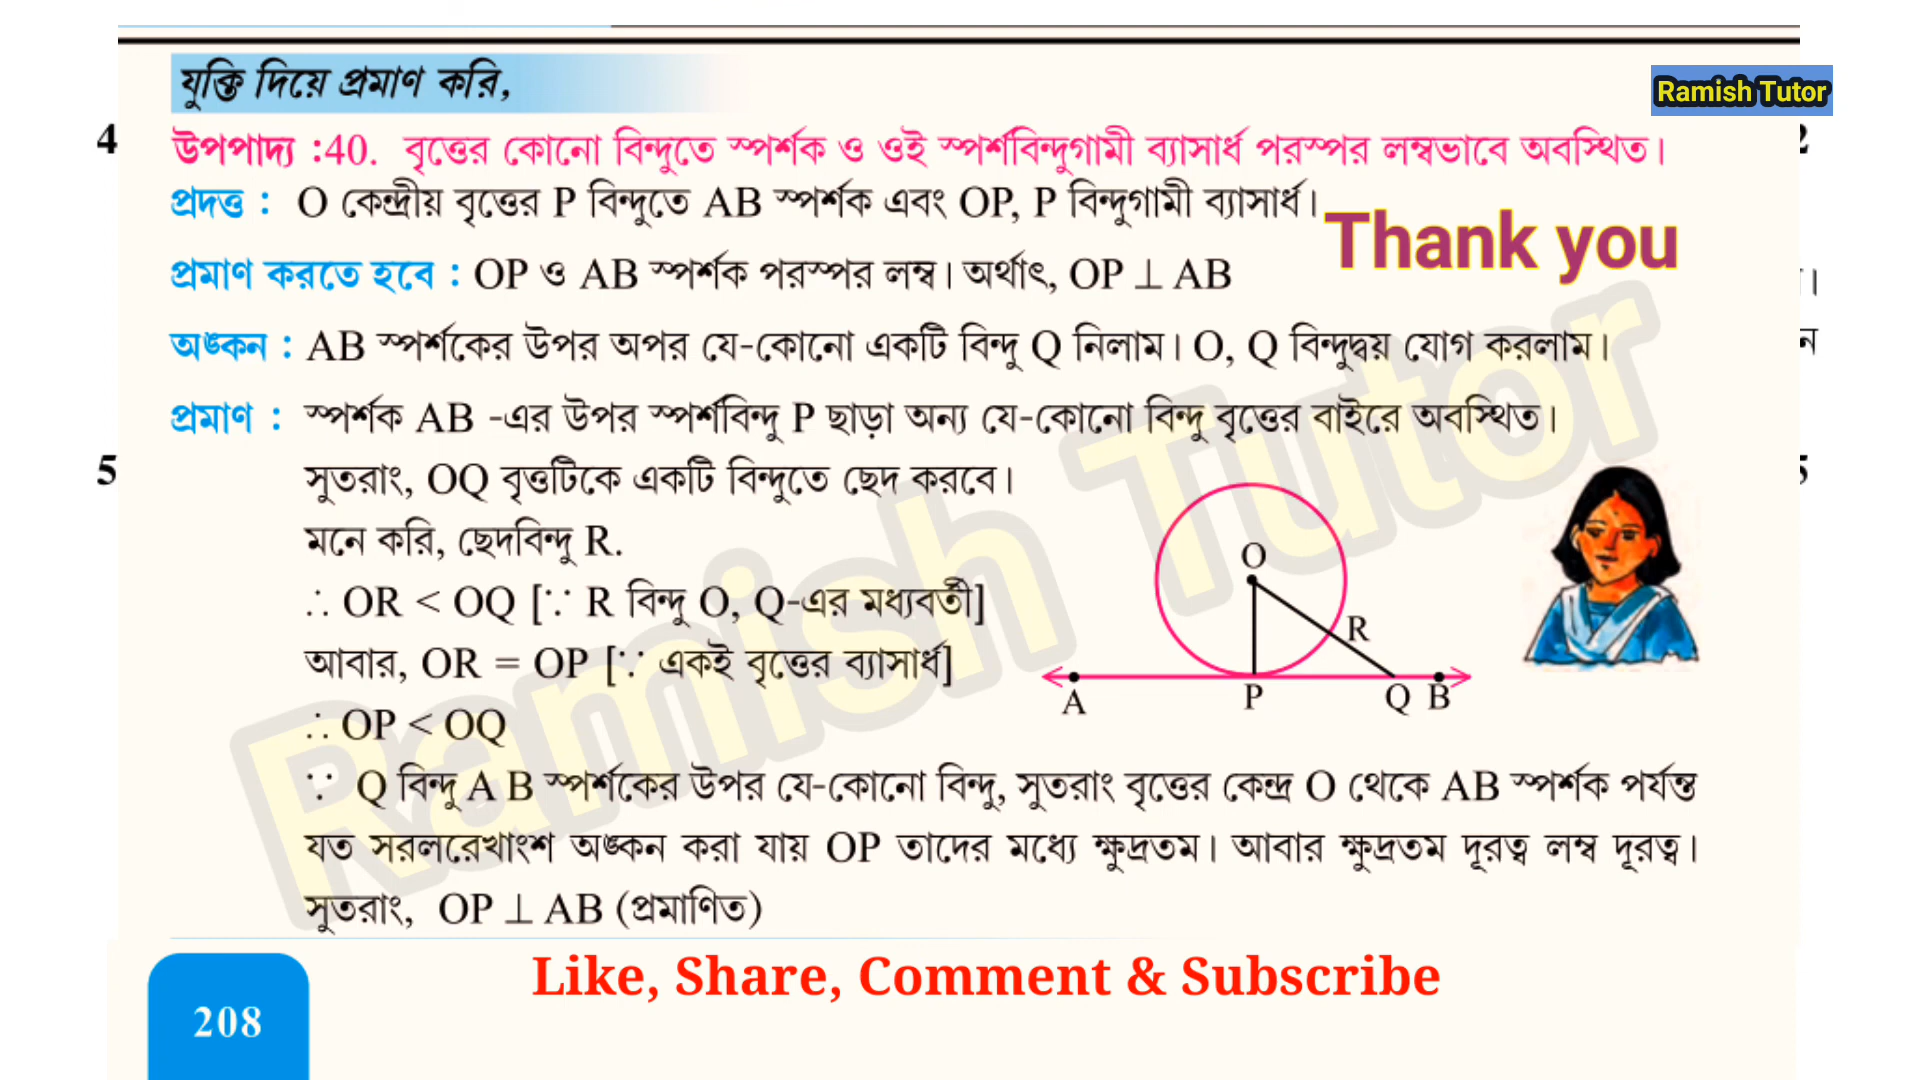 যুক্তি দিয়ে প্রমাণ করি,
Ramish Tutor
4
উপপাদ্য :40. বৃত্তের কোনো বিন্দুতে স্পর্শক ও ওই স্পর্শবিন্দুগামী ব্যাসার্ধ পরস্পর লম্বভাবে অবস্থিত।
প্রদত্ত : O কেন্দ্রীয় বৃত্তের P বিন্দুতে AB স্পর্শক এবং OP, P বিন্দুগামী ব্যাসার্ধ।
Thank you
প্রমাণ করতে হবে : OP ও AB স্পর্শক পরস্পর লম্ব। অর্থাৎ, OP ⊥ AB
অঙ্কন : AB স্পর্শকের উপর অপর যে-কোনো একটি বিন্দু Q নিলাম। O, Q বিন্দুদ্বয় যোগ করলাম।
প্রমাণ : স্পর্শক AB -এর উপর স্পর্শবিন্দু P ছাড়া অন্য যে-কোনো বিন্দু বৃত্তের বাইরে অবস্থিত।
5
সুতরাং, OQ বৃত্তটিকে একটি বিন্দুতে ছেদ করবে।
মনে করি, ছেদবিন্দু R.
∴ OR < OQ [∵ R বিন্দু O, Q-এর মধ্যবর্তী]
আবার, OR = OP [∵ একই বৃত্তের ব্যাসার্ধ]
∴ OP < OQ
O
R
A P Q B
∵ Q বিন্দু A B স্পর্শকের উপর যে-কোনো বিন্দু, সুতরাং বৃত্তের কেন্দ্র O থেকে AB স্পর্শক পর্যন্ত
যত সরলরেখাংশ অঙ্কন করা যায় OP তাদের মধ্যে ক্ষুদ্রতম। আবার ক্ষুদ্রতম দূরত্ব লম্ব দূরত্ব।
সুতরাং, OP ⊥ AB (প্রমাণিত)
Ramish Tutor
Like, Share, Comment & Subscribe
208